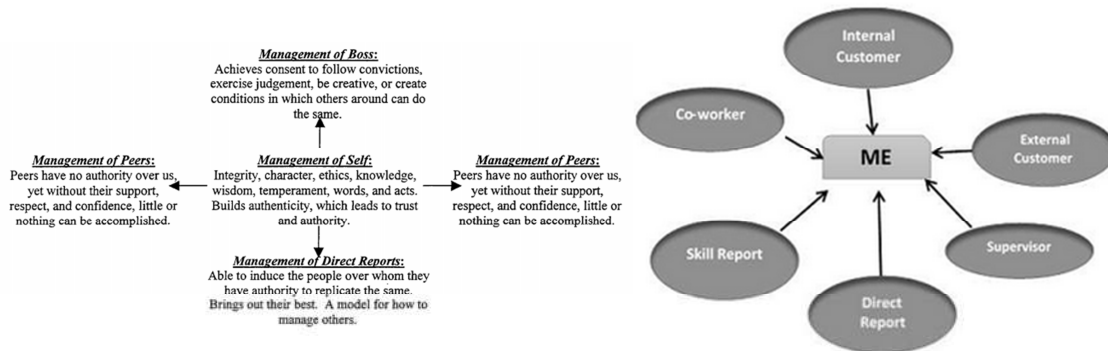 Management of Boss:
Achieves consent to follow convictions,
exercise judgement, be creative, or create
conditions in which others around can do
the same.
Management of Peers:
Peers have no authority over us,
yet without their support,
respect, and confidence, little or
nothing can be accomplished.
Management of Self:
Integrity, character, ethics, knowledge,
wisdom, temperament, words, and acts.
Builds authenticity, which leads to trust
and authority.
Management of Peers:
Peers have no authority over us,
yet without their support,
respect, and confidence, little or
nothing can be accomplished.
Management of Direct Reports:
Able to induce the people over whom they
have authority to replicate the same.
Brings out their best. A model for how to
manage others.
Internal
Customer
Co-worker
External
Customer
ME
Skill Report
Supervisor
Direct
Report